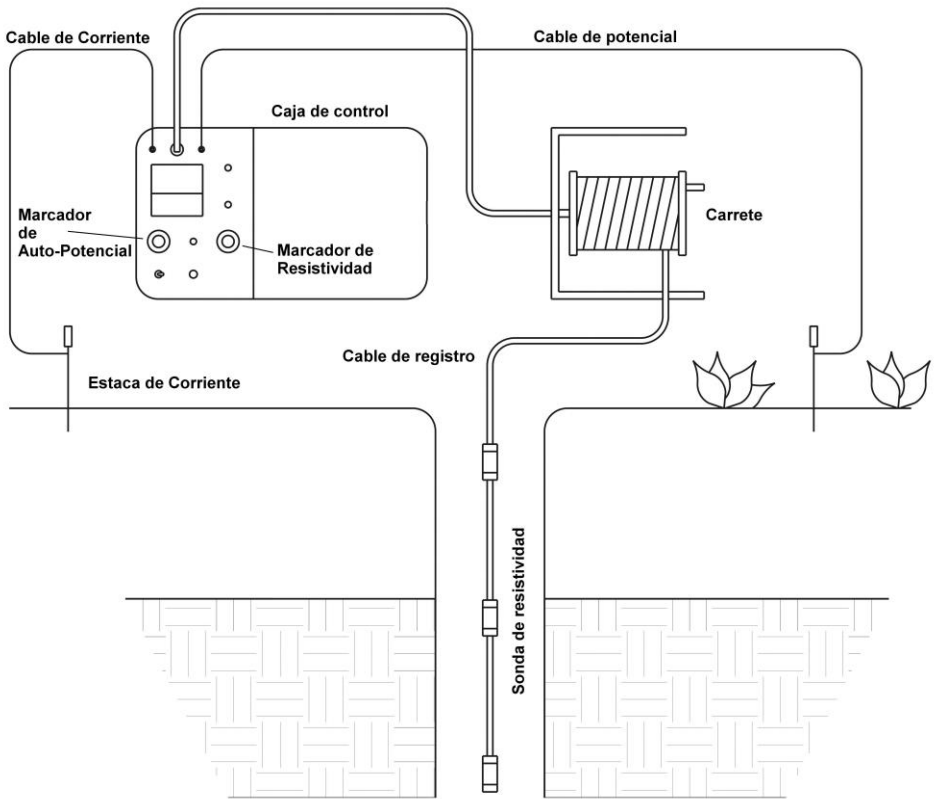 Cable de Corriente
Cable de potencial
Caja de control
Marcador
de
Auto-Potencial
Marcador de
Resistividad
Carrete
Cable de registro
Estaca de Corriente
Sonda de resistividad